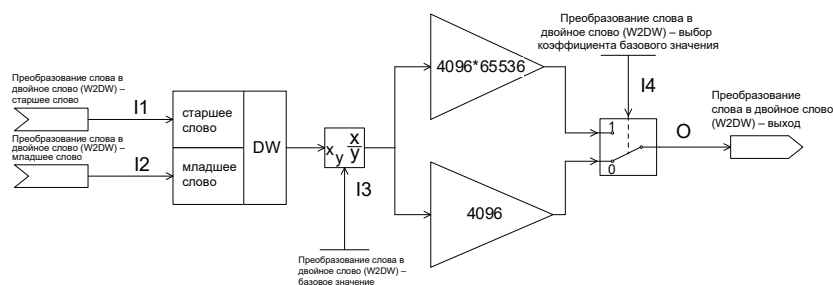 Преобразование слова в
двойное слово (W2DW) –
старшее слово
I1
Преобразование слова в
двойное слово (W2DW) –
младшее слово
I2
старшее
слово
младшее
слово
DW
x
y
x
y
I3
Преобразование слова в
двойное слово (W2DW) –
базовое значение
4096*65536
4096
Преобразование слова в
двойное слово (W2DW) – выбор
коэффициента базового значения
I4
1
0
O
Преобразование
слова в двойное слово
(W2DW) – выход